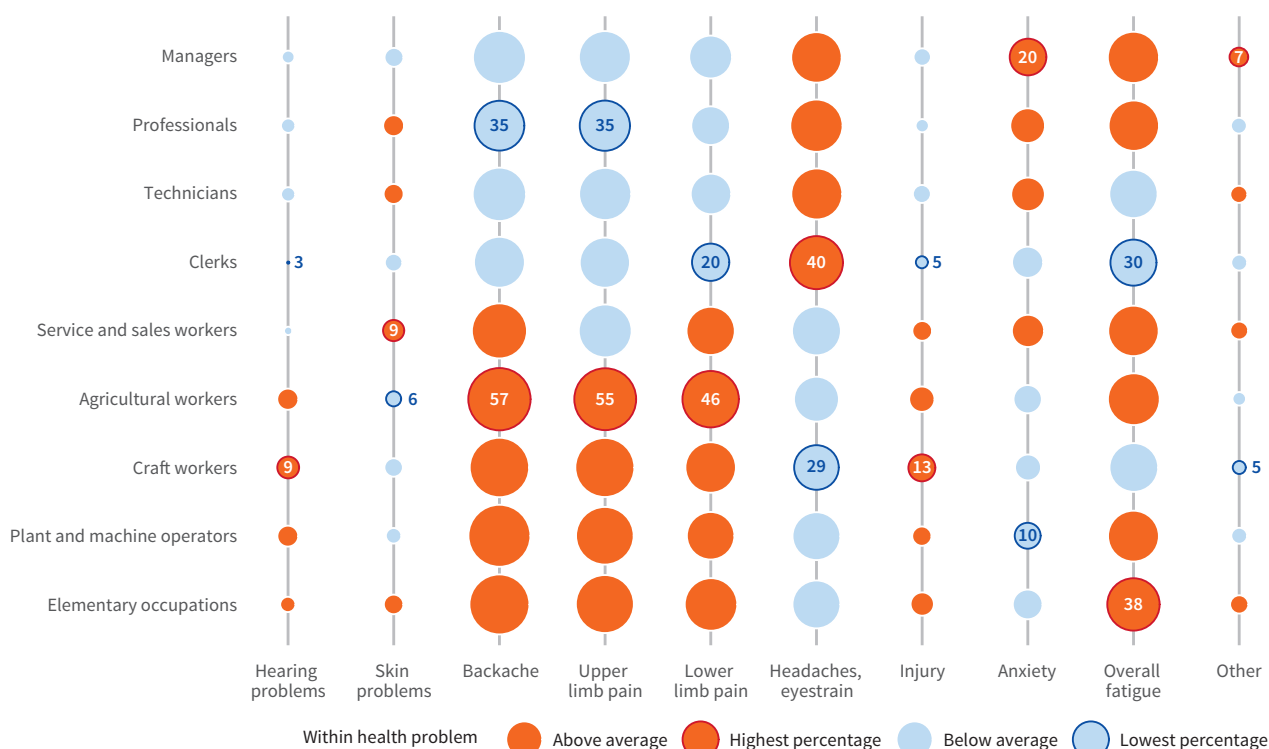 Managers 20 7
Professionals 35 35
Technicians
Clerks 3 20 40 5 30
Service and sales workers 9
Agricultural workers 6 57 55 46
Craft workers 9 29 13 5
Plant and machine operators 10
Elementary occupations 38
Hearing problems
Skin problems
Backache
Upper limb pain
Lower limb pain
Headaches, eyestrain
Injury
Anxiety
Overall fatigue
Other
Within health problem Above average Highest percentage Below average Lowest percentage